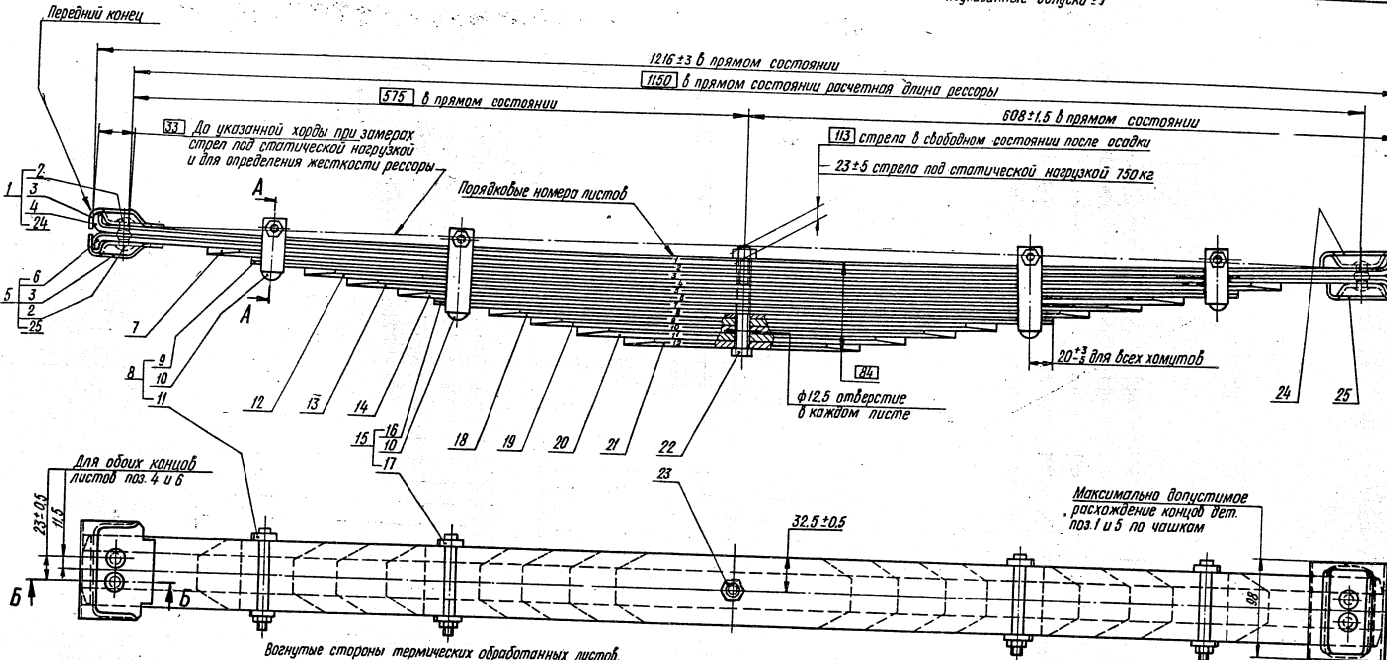 Передний конец
допуски ±3
1216±3 в прямом состоянии
1150 в прямом состоянии расчетная длина рессоры
575 в прямом состоянии
608±1,5 в прямом состоянии
33 До указанной хорды при замерах
стрел под статической нагрузкой
и для определения жесткости рессоры
113 стрела в свободном состоянии после осадки
23±5 стрела под статической нагрузкой 750 кг
Порядковые номера листов
А
1
2
3
4
24
5
6
3
2
25
А
7
8
9
10
11
12
13
14
15
16
10
17
18
19
20
21
22
84
ф12,5 отверстие
в каждом листе
20+3-5 для всех хомутов
24
25
Для обоих концов
листов поз. 4 и 6
23±0,5
11,5
23
32,5±0,5
Максимально допустимое
расхождение концов дет.
поз. 1 и 5 по чашкам
98
Б
Б
Вогнутые стороны термических обработанных листов,